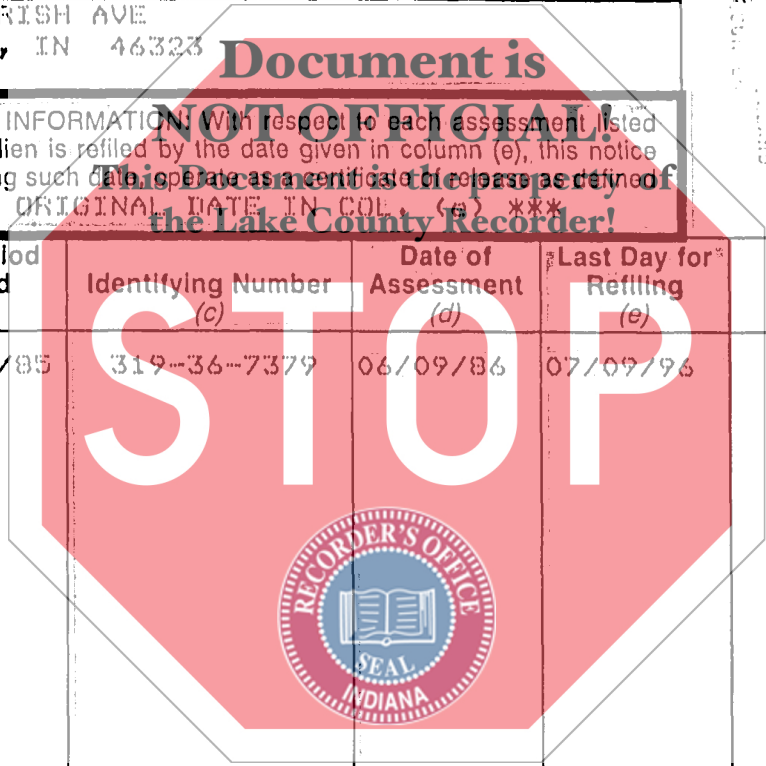 RISH AVE
IN 46323
Document is
NOT OFFICIAL!
INFORMATION: With respect to each assessment listed
lien is refiled by the date given in column (e), this notice
This Document is the property of
g such date, operate as a certificate of release as defined
ORIGINAL DATE IN COL. (e) ***
the Lake County Recorder!
iod
d
Identifying Number
(c)
Date of
Assessment
(d)
Last Day for
Refiling
(e)
/85 319-36-7379 06/09/86 07/09/96
STOP
RECORDER'S OFFICE
SEAL
INDIANA